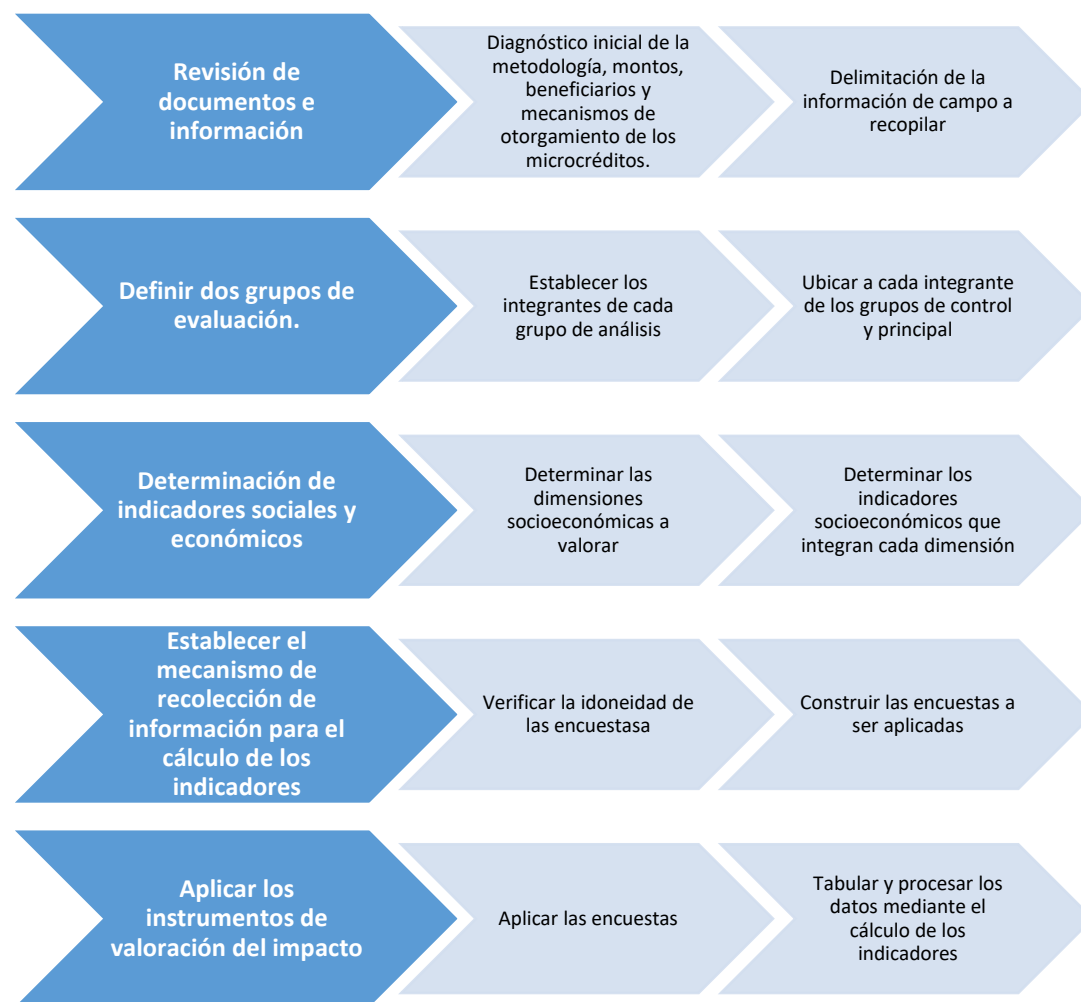 Revisión de
documentos e
información
Diagnóstico inicial de la
metodología, montos,
beneficiarios y
mecanismos de
otorgamiento de los
microcréditos.
Delimitación de la
información de campo a
recopilar
Definir dos grupos de
evaluación.
Establecer los
integrantes de cada
grupo de análisis
Ubicar a cada integrante
de los grupos de control
y principal
Determinación de
indicadores sociales y
económicos
Determinar las
dimensiones
socioeconómicas a
valorar
Determinar los
indicadores
socioeconómicos que
integran cada dimensión
Establecer el
mecanismo de
recolección de
información para el
cálculo de los
indicadores
Verificar la idoneidad de
las encuestasa
Construir las encuestas a
ser aplicadas
Aplicar los
instrumentos de
valoración del impacto
Aplicar las encuestas
Tabular y procesar los
datos mediante el
cálculo de los
indicadores